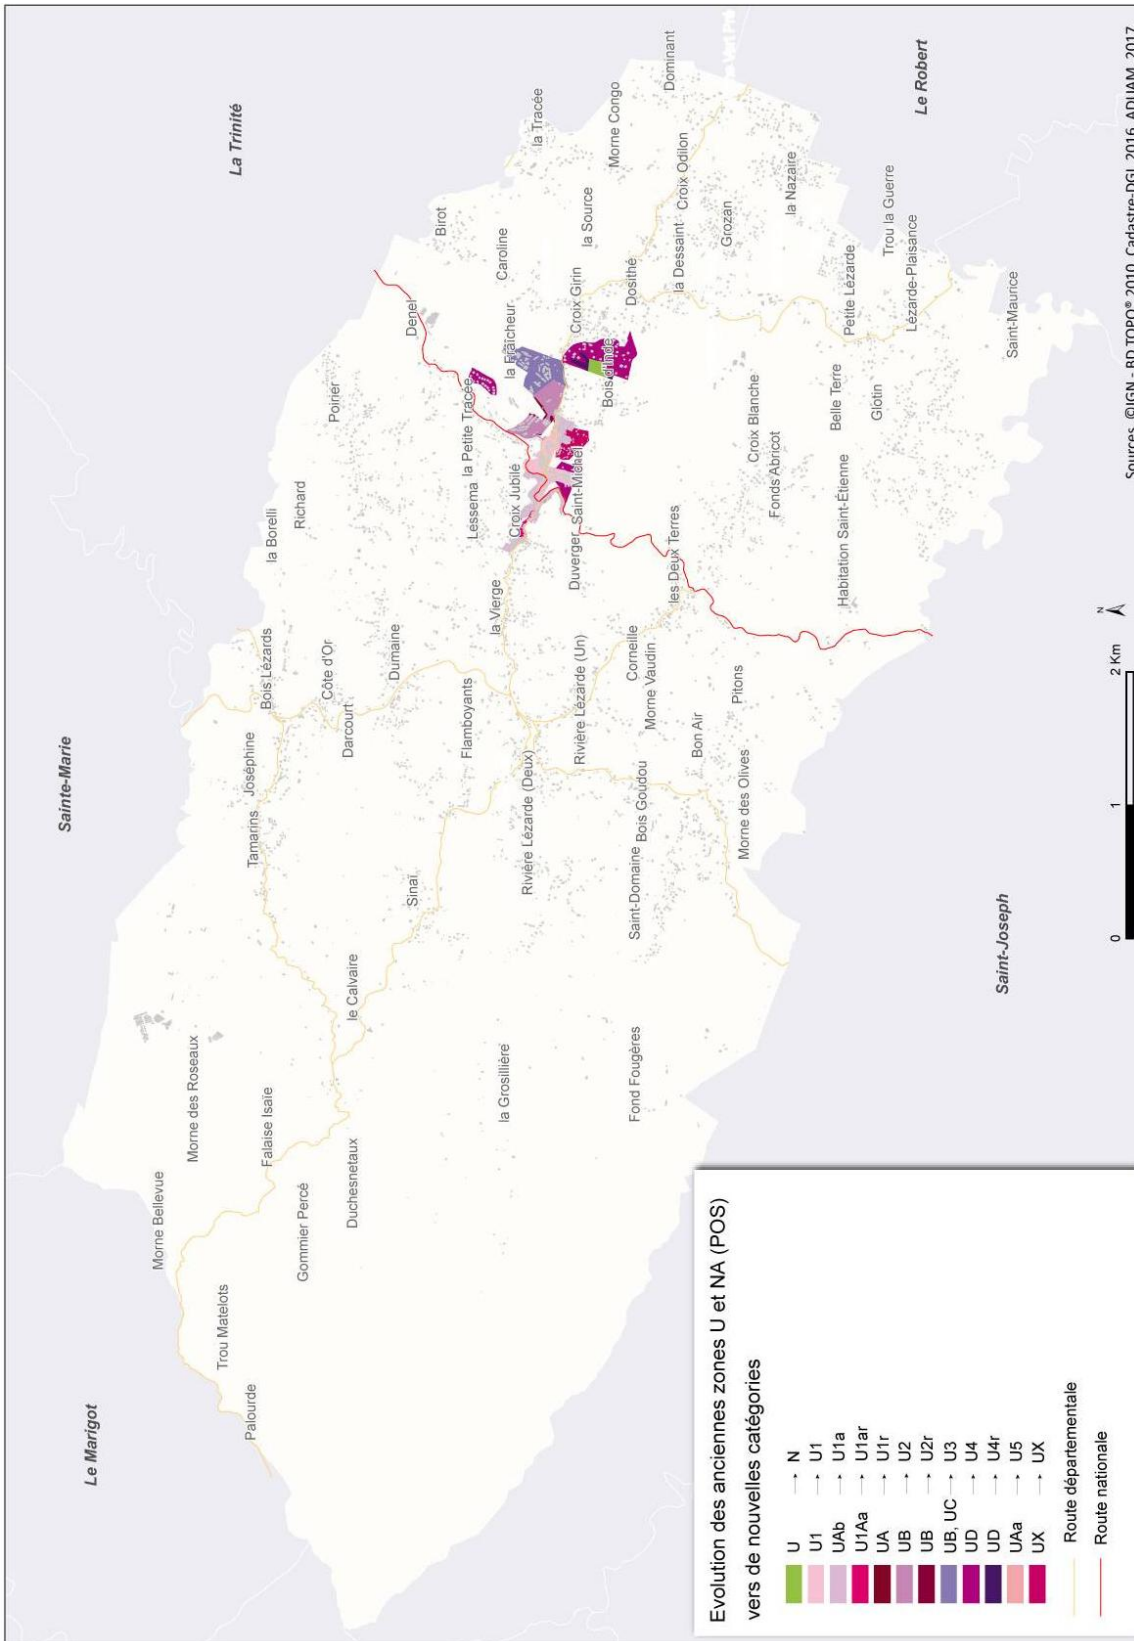 Le Marigot
Sainte-Marie
La Trinité
Le Robert
Saint-Joseph
Palourde
Trou Matelots
Morne Bellevue
Gommier Percé
Duchesnetaux
Falaise Isaïe
Morne des Roseaux
le Calvaire
la Grosillière
Fond Fougères
Sinaï
Tamarins
Joséphine
Bois Lézards
Côte d'Or
Darcourt
Dumaine
Flamboyants
Rivière Lézarde (Deux)
Rivière Lézarde (Un)
la Vierge
Saint-Domaine
Bois Goudou
Corneille
Morne Vaudin
Bon Air
Pitons
Morne des Olives
la Borelli
Richard
Poirier
Lessema
la Petite Tracée
Croix Jubilé
Duverger
Saint-Michel
les Deux Terres
Denel
la Fraîcheur
Birot
Caroline
la Tracée
la Source
Croix Girin
Bois d'Inde
Dosithé
Morne Congo
Dominant
Croix Odilon
la Dessaint
Grozan
la Nazaire
Croix Blanche
Fonds Abricot
Habitation Saint-Étienne
Belle Terre
Glotin
Petite Lézarde
Trou la Guerre
Lézarde-Plaisance
Saint-Maurice
Evolution des anciennes zones U et NA (POS)
vers de nouvelles catégories
U → N
U1 → U1
UAb → U1a
U1Aa → U1ar
UA → U1r
UB → U2
UB → U2r
UB, UC → U3
UD → U4
UD → U4r
UAa → U5
UX → UX
Route départementale
Route nationale
0 1 2 Km
N
Sources ©IGN - BD TOPO® 2010, Cadastre-DGI, 2016, ADUAM, 2017